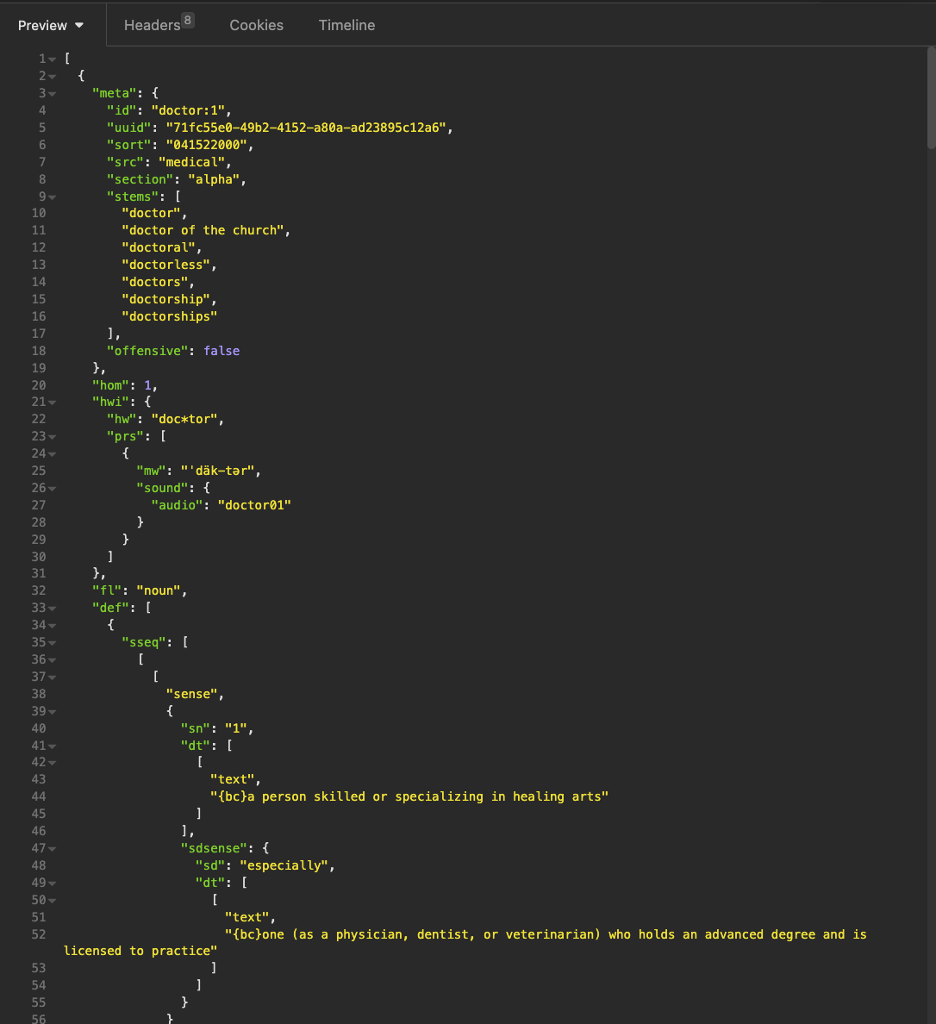 Preview Headers 8 Cookies Timeline
1 [
2 {
3 "meta": {
4 "id": "doctor:1",
5 "uuid": "71fc55e0-49b2-4152-a80a-ad23895c12a6",
6 "sort": "041522000",
7 "src": "medical",
8 "section": "alpha",
9 "stems": [
10 "doctor",
11 "doctor of the church",
12 "doctoral",
13 "doctorless",
14 "doctors",
15 "doctorship",
16 "doctorships"
17 ],
18 "offensive": false
19 },
20 "hom": 1,
21 "hwi": {
22 "hw": "doc*tor",
23 "prs": [
24 {
25 "mw": "ˈdäk-tər",
26 "sound": {
27 "audio": "doctor01"
28 }
29 }
30 ]
31 },
32 "fl": "noun",
33 "def": [
34 {
35 "sseq": [
36 [
37 [
38 "sense",
39 {
40 "sn": "1",
41 "dt": [
42 [
43 "text",
44 "{bc}a person skilled or specializing in healing arts"
45 ]
46 ],
47 "sdsense": {
48 "sd": "especially",
49 "dt": [
50 [
51 "text",
52 "{bc}one (as a physician, dentist, or veterinarian) who holds an advanced degree and is
licensed to practice"
53 ]
54 ]
55 }
56 }